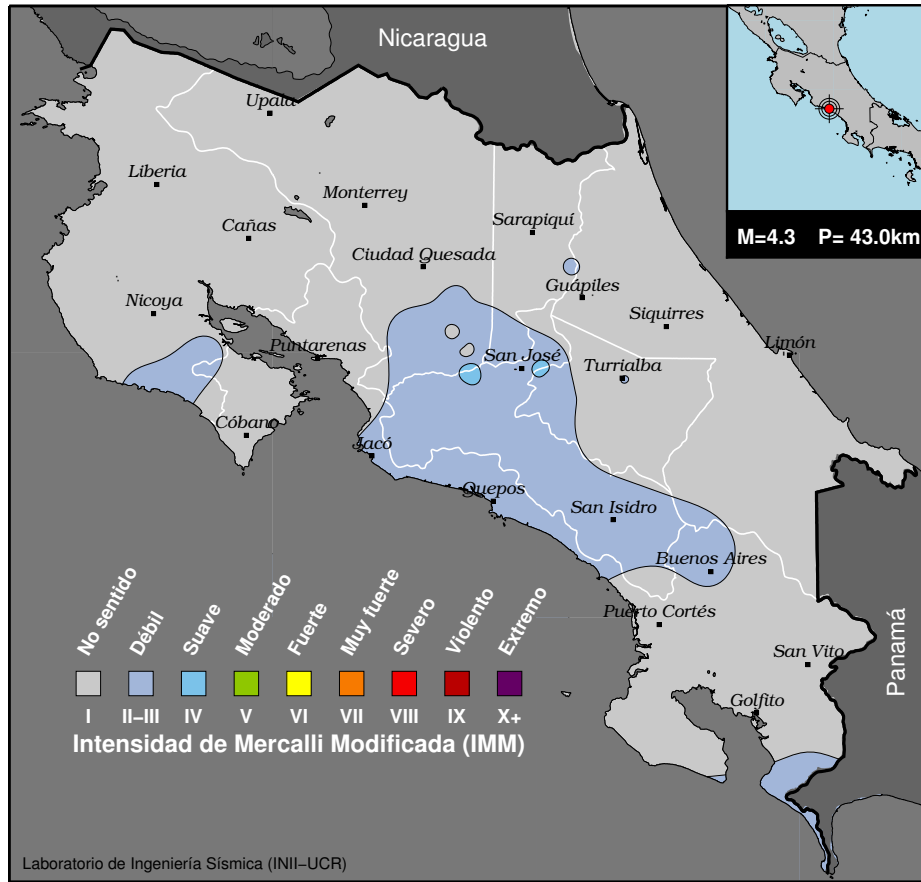 Nicaragua
Upala
Liberia
Monterrey
Cañas
Sarapiquí
Ciudad Quesada
M=4.3 P= 43.0km
Guápiles
Nicoya
Siquirres
Puntarenas
San José
Limón
Turrialba
Cóbano
Jacó
Quepos
San Isidro
Buenos Aires
Puerto Cortés
San Vito
Golfito
Panamá
No sentido
Débil
Suave
Moderado
Fuerte
Muy fuerte
Severo
Violento
Extremo
I II–III IV V VI VII VIII IX X+
Intensidad de Mercalli Modificada (IMM)
Laboratorio de Ingeniería Sísmica (INII–UCR)